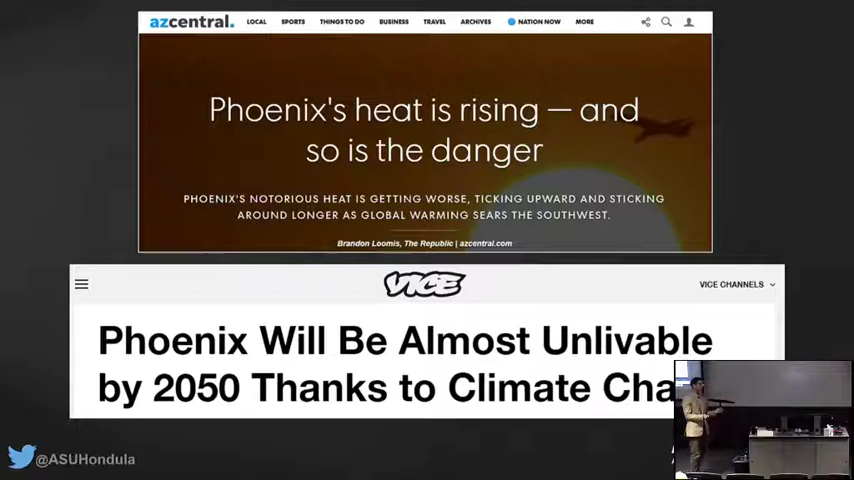 azcentral. LOCAL SPORTS THINGS TO DO BUSINESS TRAVEL ARCHIVES NATION NOW MORE
Phoenix's heat is rising — and
so is the danger
PHOENIX'S NOTORIOUS HEAT IS GETTING WORSE, TICKING UPWARD AND STICKING
AROUND LONGER AS GLOBAL WARMING SEARS THE SOUTHWEST.
Brandon Loomis, The Republic | azcentral.com
VICE VICE CHANNELS
Phoenix Will Be Almost Unlivable
by 2050 Thanks to Climate Cha
@ASUHondula